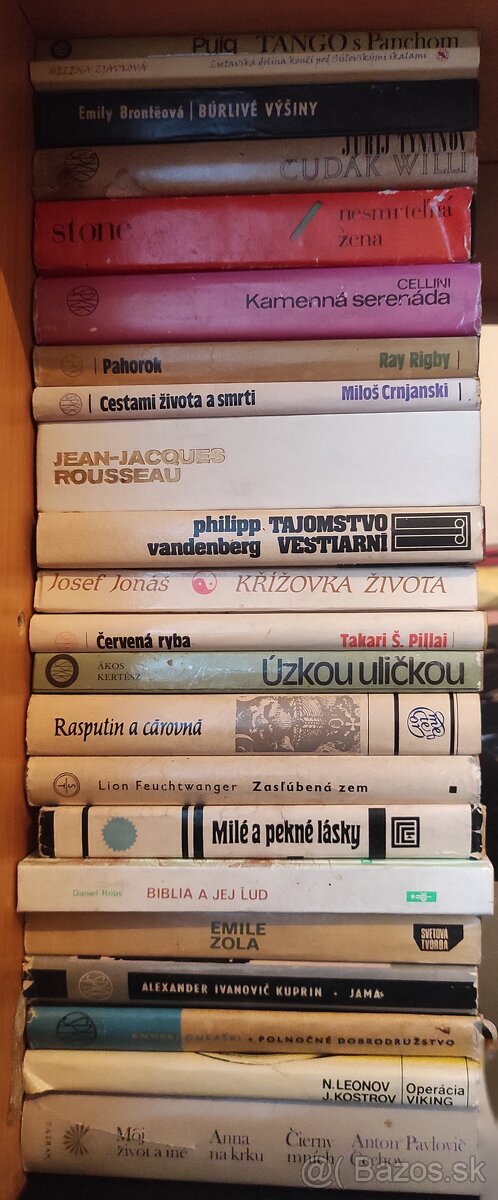 Puig TANGO s Panchom
HELENA ZJAVKOVÁ Lietavská dolina končí pod Súľovskými skalami
Emily Brontëová | BÚRLIVÉ VÝŠINY
JURIJ TYŇANOV
ČUDÁK WILLI
stone / nesmrteľná
žena
CELLINI
Kamenná serenáda
Pahorok Ray Rigby
Cestami života a smrti Miloš Crnjanski
JEAN-JACQUES
ROUSSEAU
philipp TAJOMSTVO
vandenberg VESTIARNI
Josef Jonáš KŘÍŽOVKA ŽIVOTA
Červená ryba Takari Š. Pillai
ÁKOS
KERTÉSZ Úzkou uličkou
Rasputin a cárovná
Lion Feuchtwanger Zasľúbená zem
Milé a pekné lásky
Daniel Rops BIBLIA A JEJ ĽUD
EMILE
ZOLA
SVETOVÁ
TVORBA
ALEXANDER IVANOVIČ KUPRIN · JAMA
POLNOČNÉ DOBRODRUŽSTVO
N. LEONOV
J. KOSTROV
Operácia
VIKING
TATRAN
Môj
život a iné
Anna
na krku
Čierny
mních
Anton Pavlovič
Čechov
Bazos.sk